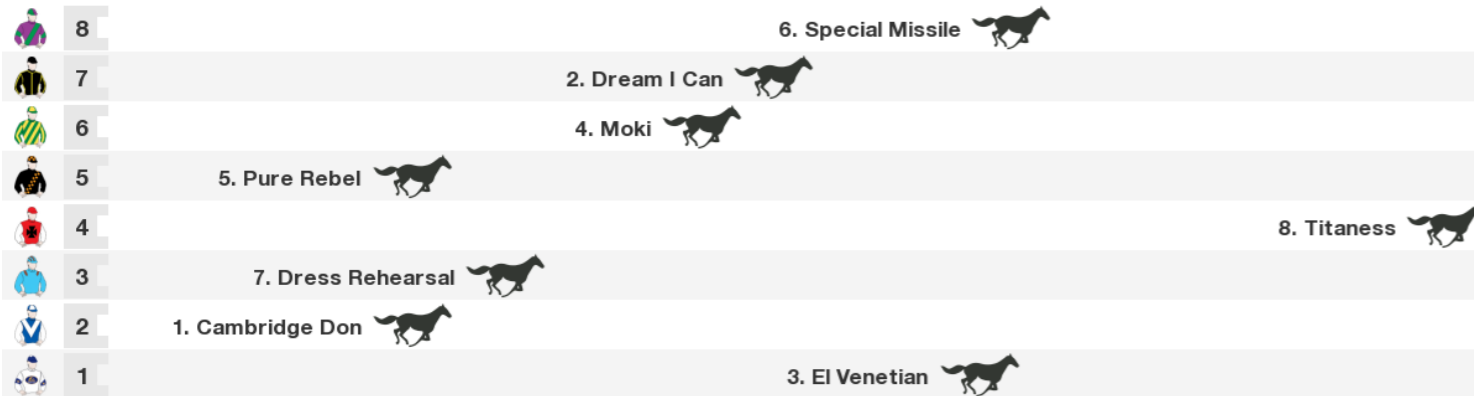 8 6. Special Missile
7 2. Dream I Can
6 4. Moki
5 5. Pure Rebel
4 8. Titaness
3 7. Dress Rehearsal
2 1. Cambridge Don
1 3. El Venetian